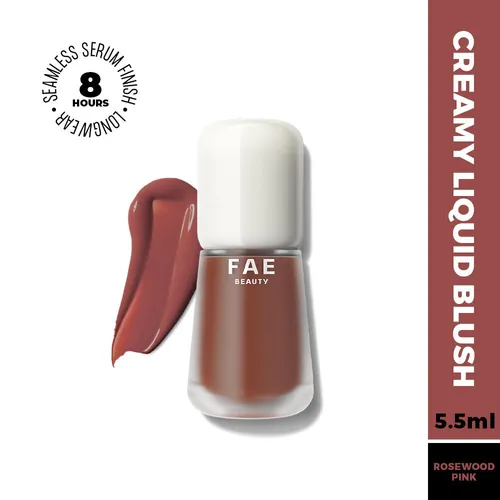 • SEAMLESS SERUM FINISH • LONGWEAR
8
HOURS
FAE
BEAUTY
CREAMY LIQUID BLUSH
5.5ml
ROSEWOOD
PINK